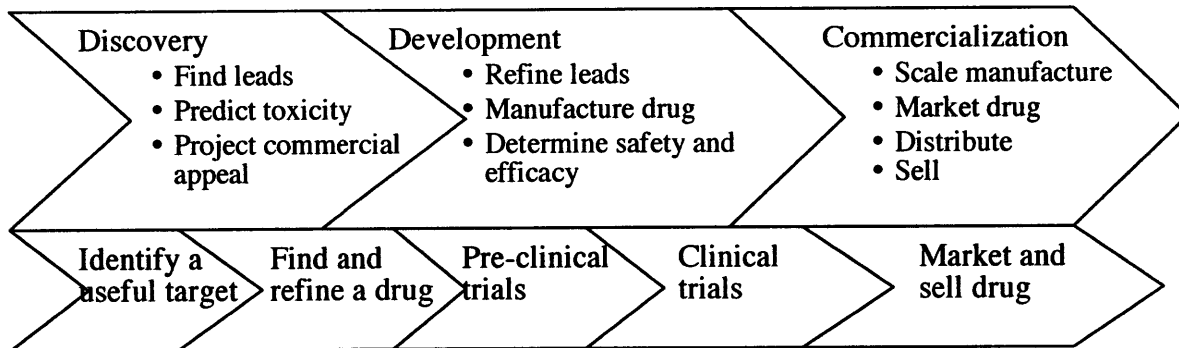 Discovery
• Find leads
• Predict toxicity
• Project commercial
appeal
Development
• Refine leads
• Manufacture drug
• Determine safety and
efficacy
Commercialization
• Scale manufacture
• Market drug
• Distribute
• Sell
Identify a
useful target
Find and
refine a drug
Pre-clinical
trials
Clinical
trials
Market and
sell drug